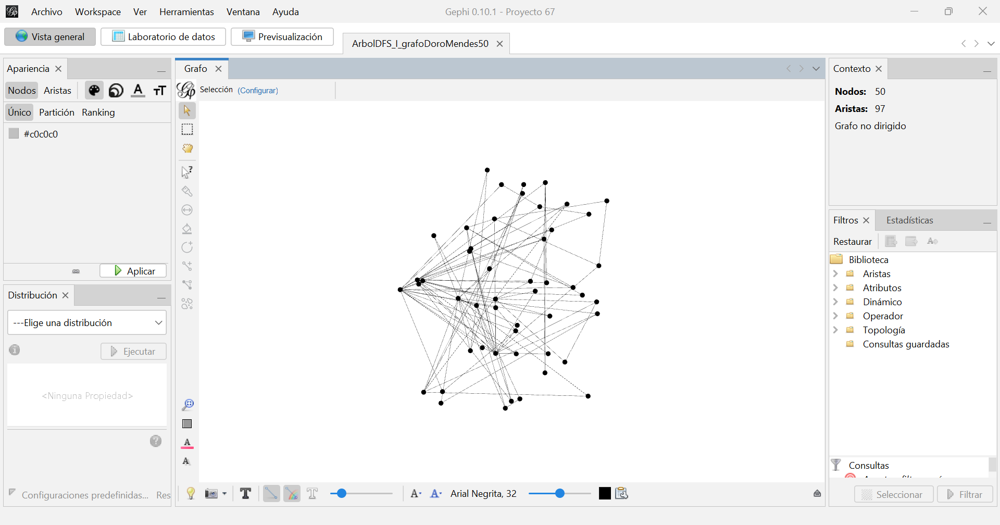 Archivo Workspace Ver Herramientas Ventana Ayuda
Gephi 0.10.1 - Proyecto 67
Vista general
Laboratorio de datos
Previsualización
ArbolDFS_I_grafoDoroMendes50
Apariencia
Nodos Aristas
Único Partición Ranking
#c0c0c0
Aplicar
Distribución
---Elige una distribución
Ejecutar
<Ninguna Propiedad>
Configuraciones predefinidas... Res
Grafo
Selección (Configurar)
Arial Negrita, 32
Contexto
Nodos: 50
Aristas: 97
Grafo no dirigido
Filtros
Estadísticas
Restaurar
Biblioteca
Aristas
Atributos
Dinámico
Operador
Topología
Consultas guardadas
Consultas
Seleccionar
Filtrar